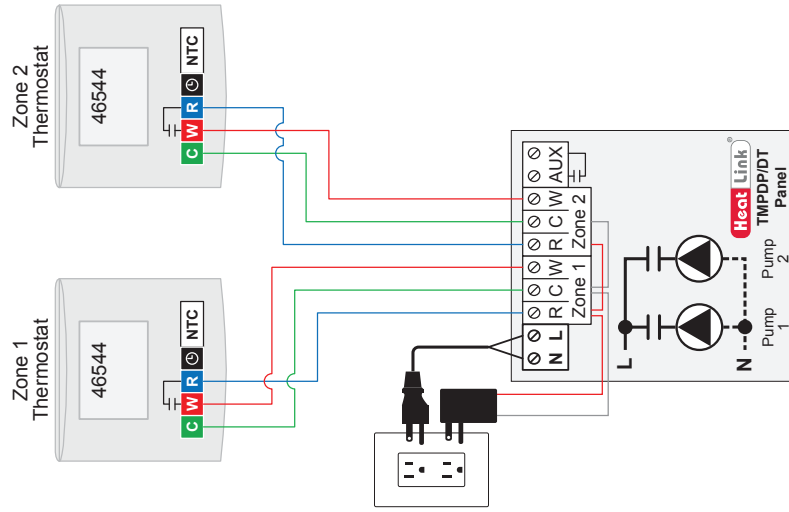 Zone 1
Thermostat
46544
C W R NTC
Zone 2
Thermostat
46544
C W R NTC
N L R C W R C W AUX
Zone 1 Zone 2
L
N
Pump
1
Pump
2
Heat Link®
TMPDP/DT
Panel